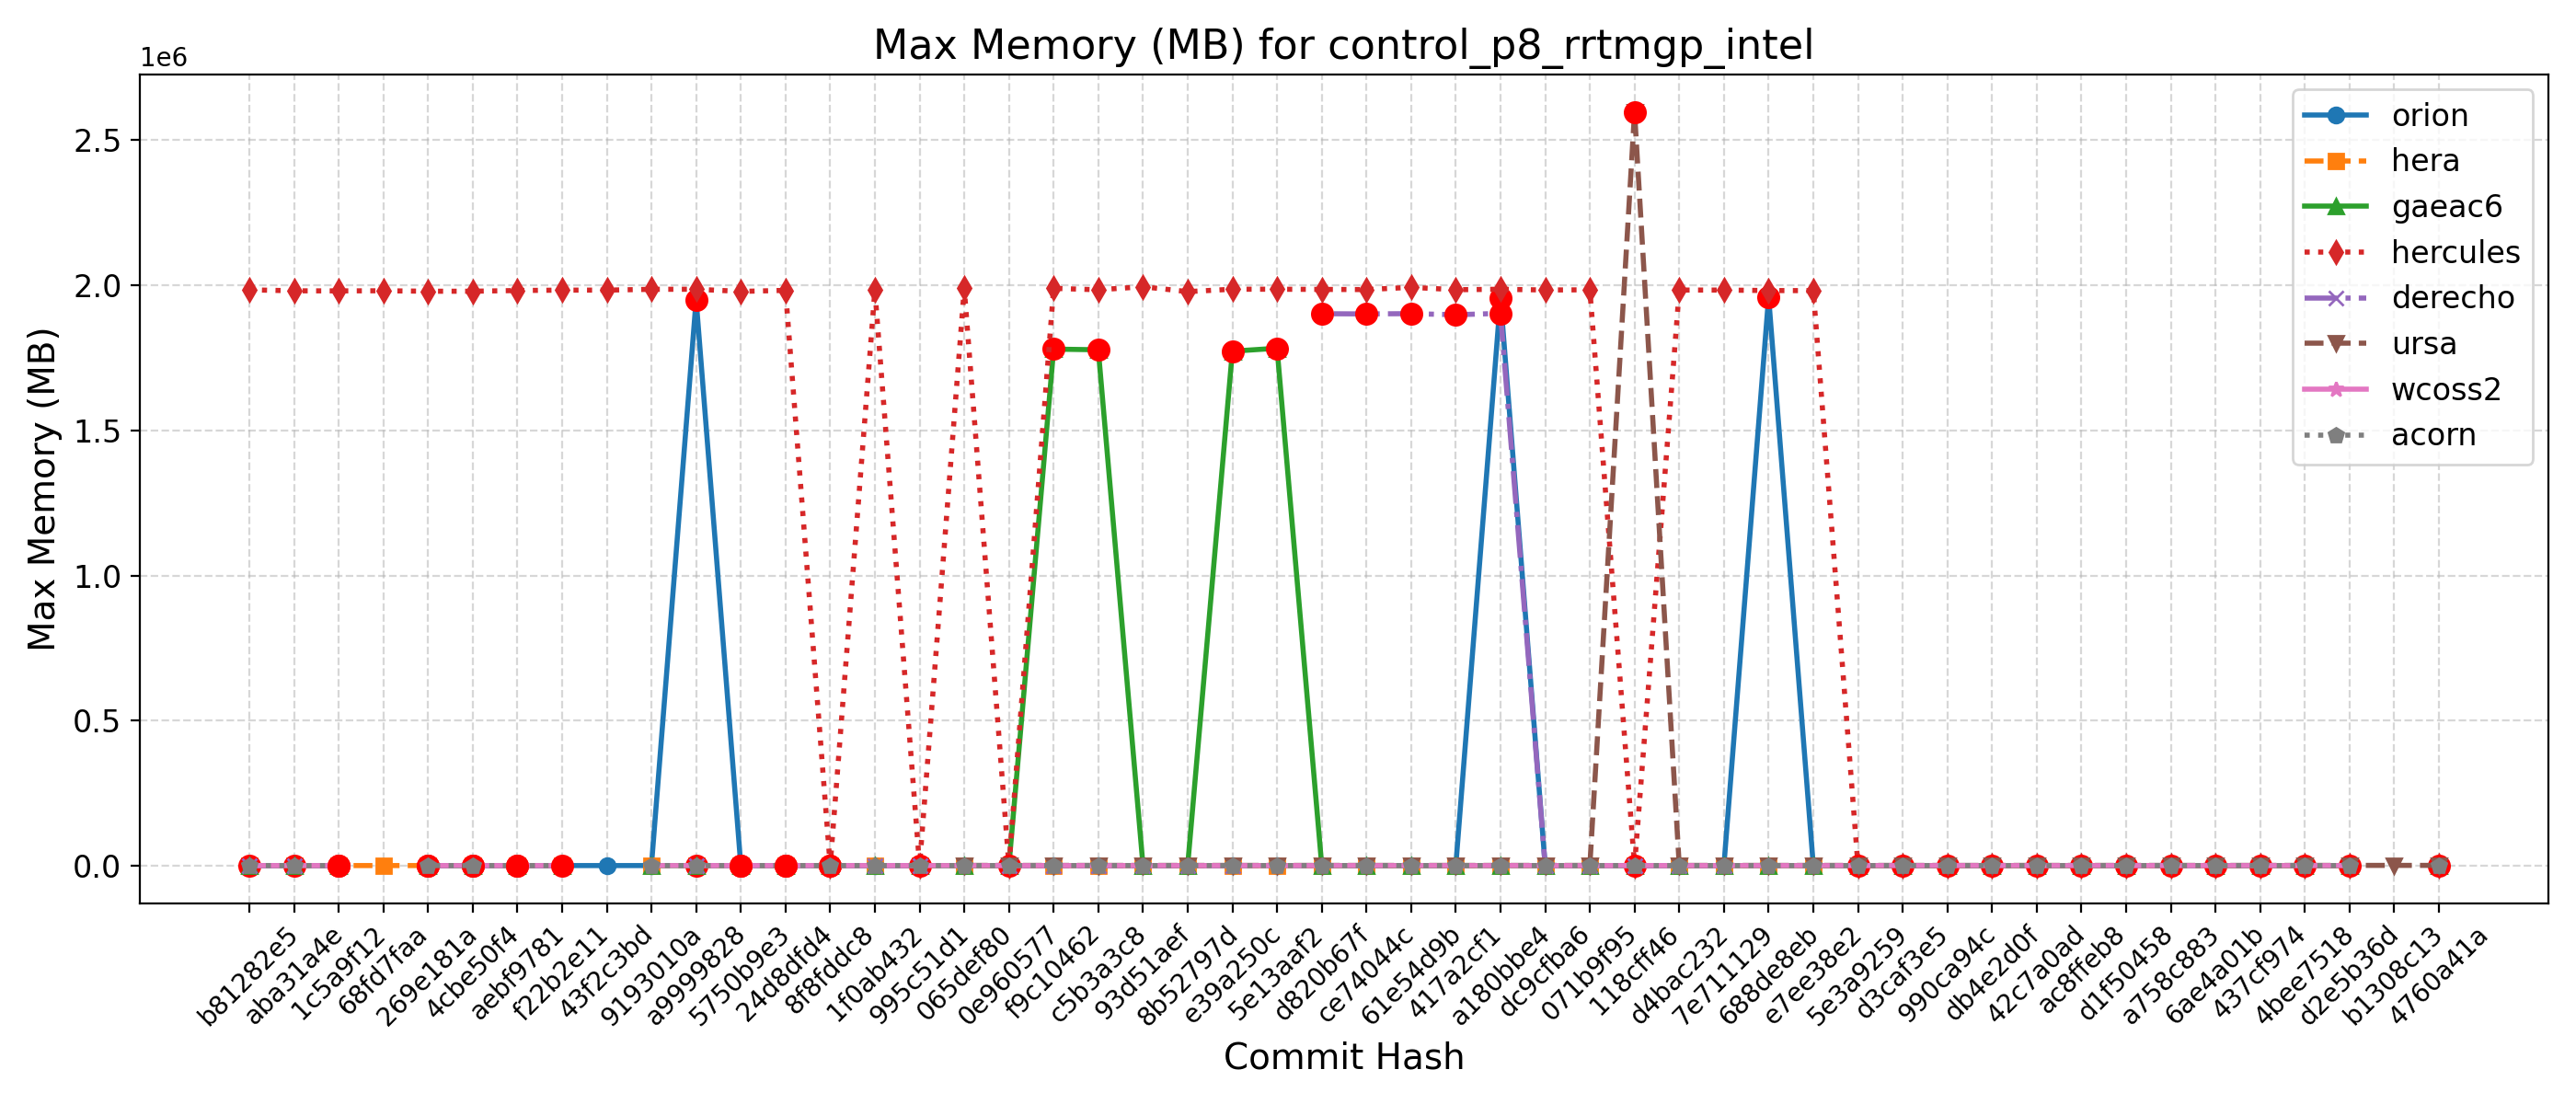 Max Memory (MB) for control_p8_rrtmgp_intel
1e6
2.5
2.0
1.5
1.0
0.5
0.0
Max Memory (MB)
orion
hera
gaeac6
hercules
derecho
ursa
wcoss2
acorn
b81282e5
aba31a4e
1c5a9f12
68fd7faa
269e181a
4cbe50f4
aebf9781
f22b2e11
43f2c3bd
9193010a
a9999828
5750b9e3
24d8dfd4
8f8fddc8
1f0ab432
995c51d1
065def80
0e960577
f9c10462
c5b3a3c8
93d51aef
8b52797d
e39a250c
5e13aaf2
d820b67f
ce74044c
61e54d9b
417a2cf1
a180bbe4
dc9cfba6
071b9f95
118cff46
d4bac232
7e711129
688de8eb
e7ee38e2
5e3a9259
d3caf3e5
990ca94c
db4e2d0f
42c7a0ad
ac8ffeb8
d1f50458
a758c883
6ae4a01b
437cf974
4bee7518
d2e5b36d
b1308c13
4760a41a
Commit Hash